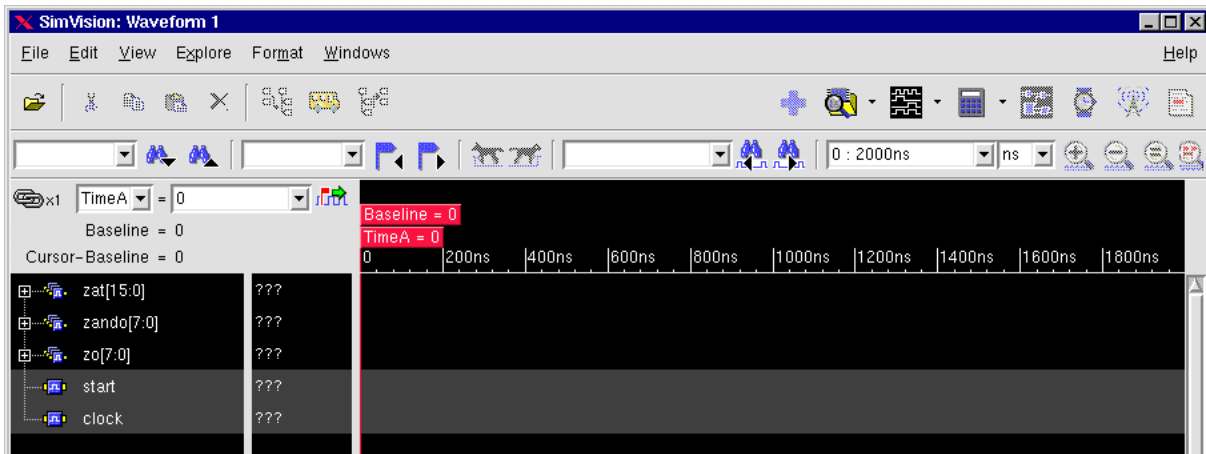 SimVision: Waveform 1
File Edit View Explore Format Windows Help
0 : 2000ns ns
x1 TimeA = 0
Baseline = 0
Cursor-Baseline = 0
Baseline = 0
TimeA = 0
0 200ns 400ns 600ns 800ns 1000ns 1200ns 1400ns 1600ns 1800ns
zat[15:0] ???
zando[7:0] ???
zo[7:0] ???
start ???
clock ???